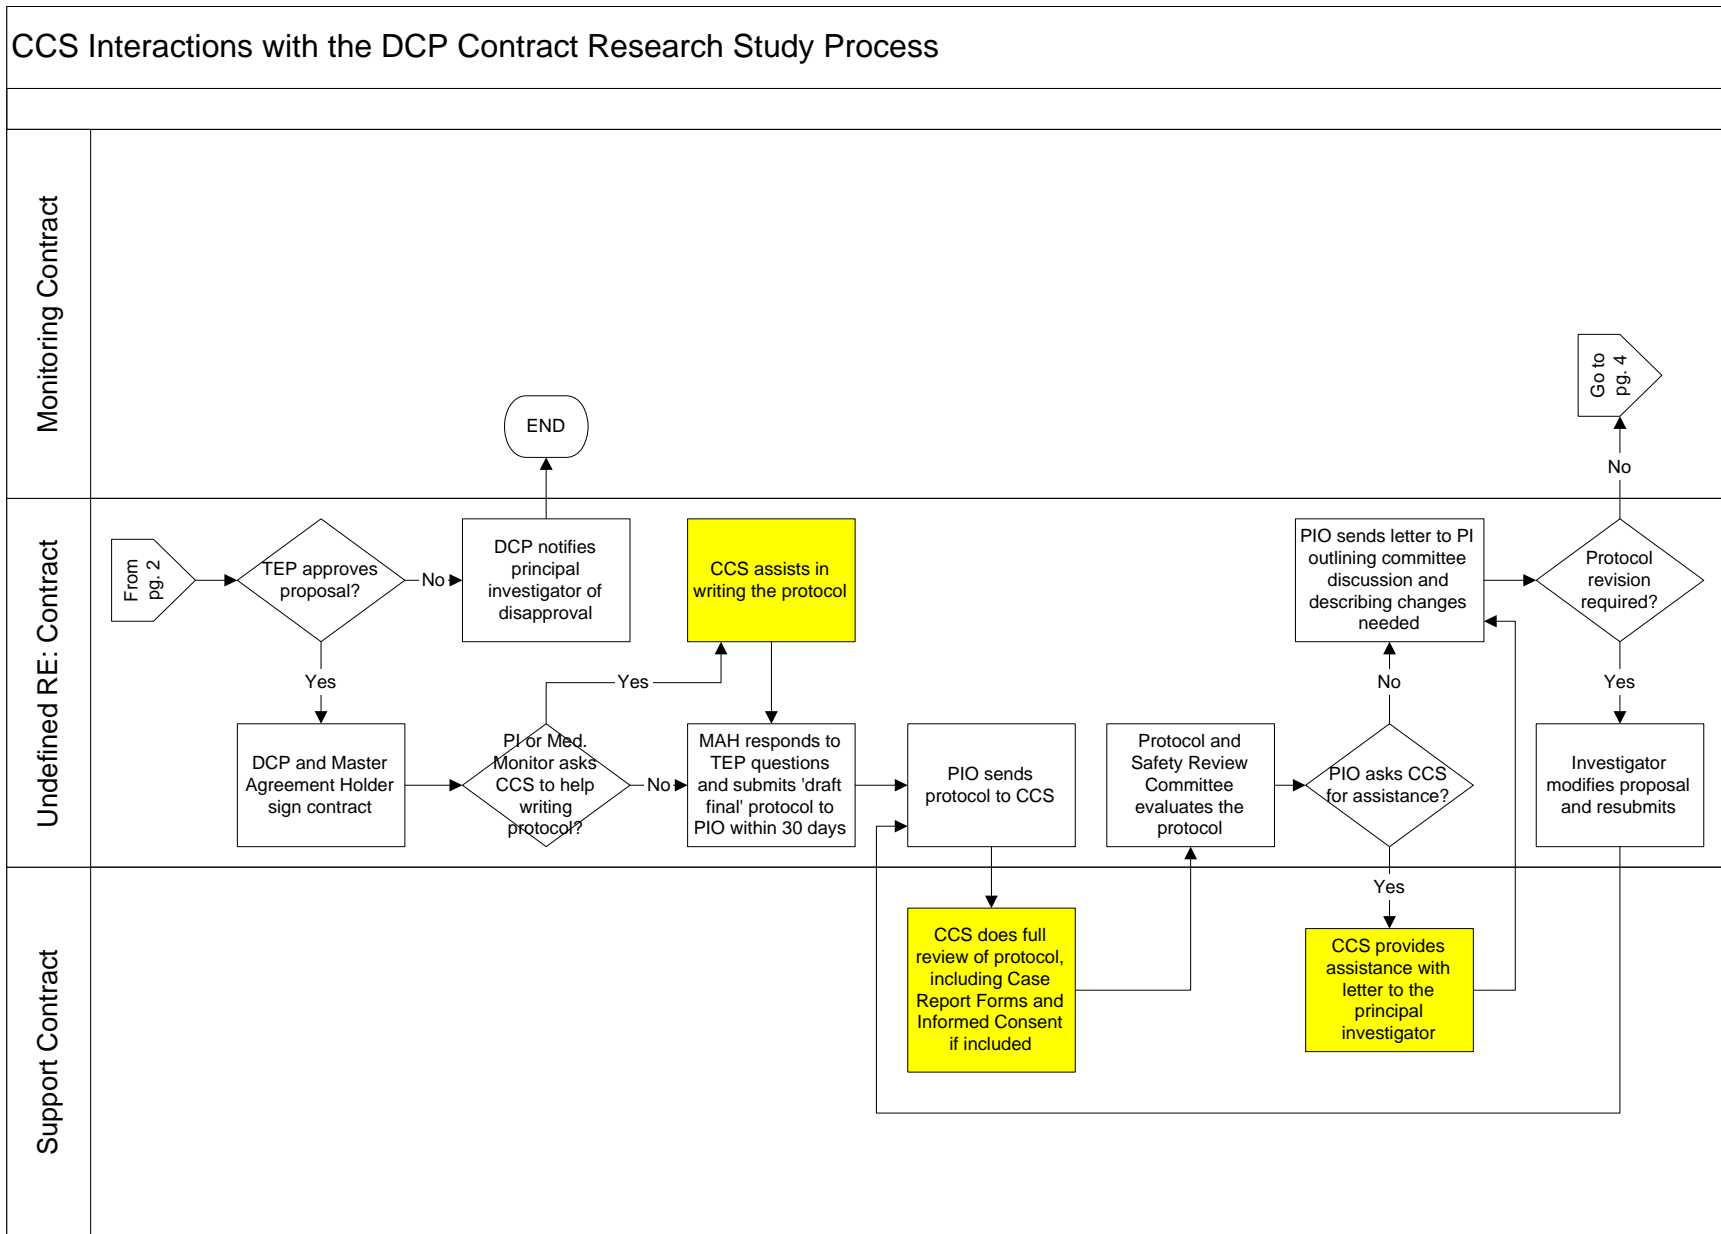 CCS Interactions with the DCP Contract Research Study Process
Monitoring Contract
END
Go to
pg. 4
No
Undefined RE: Contract
From
pg. 2
TEP approves
proposal?
No
DCP notifies
principal
investigator of
disapproval
CCS assists in
writing the protocol
PIO sends letter to PI
outlining committee
discussion and
describing changes
needed
Protocol
revision
required?
Yes
Yes
No
Yes
DCP and Master
Agreement Holder
sign contract
PI or Med.
Monitor asks
CCS to help
writing
protocol?
No
MAH responds to
TEP questions
and submits 'draft
final' protocol to
PIO within 30 days
PIO sends
protocol to CCS
Protocol and
Safety Review
Committee
evaluates the
protocol
PIO asks CCS
for assistance?
Investigator
modifies proposal
and resubmits
Support Contract
Yes
CCS does full
review of protocol,
including Case
Report Forms and
Informed Consent
if included
CCS provides
assistance with
letter to the
principal
investigator